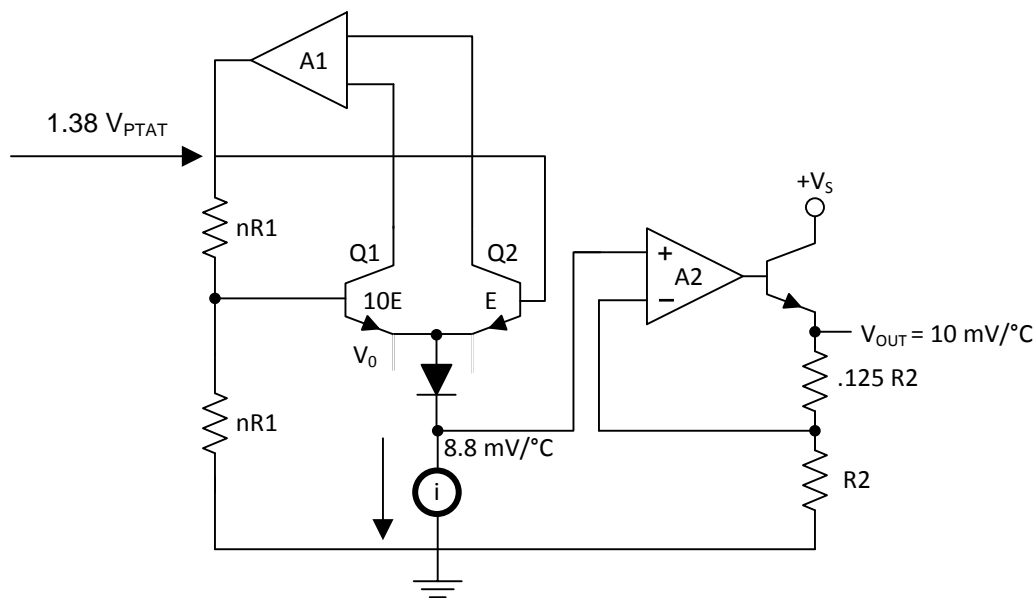 A1
1.38 VPTAT
nR1
Q1
Q2
10E
E
V0
nR1
8.8 mV/°C
i
+VS
+
A2
−
VOUT = 10 mV/°C
.125 R2
R2